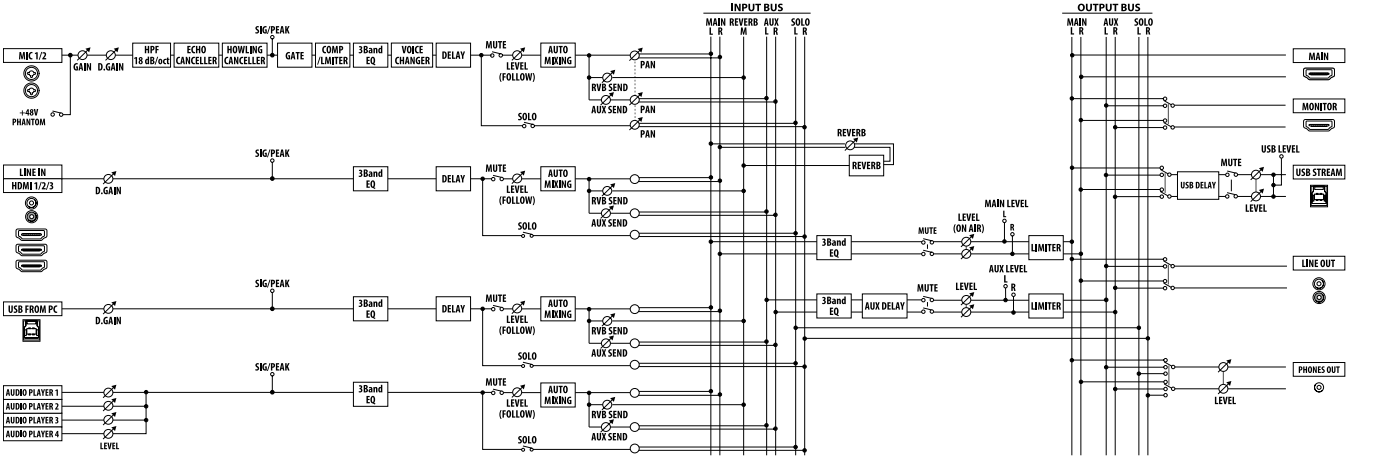 INPUT BUS
MAIN REVERB AUX SOLO
L R M L R L R
OUTPUT BUS
MAIN AUX SOLO
L R L R L R
MIC 1/2
+48V
PHANTOM
GAIN
D.GAIN
HPF
18 dB/oct
ECHO
CANCELLER
HOWLING
CANCELLER
SIG/PEAK
GATE
COMP
/LMITER
3Band
EQ
VOICE
CHANGER
DELAY
MUTE
LEVEL
(FOLLOW)
AUTO
MIXING
PAN
RVB SEND
AUX SEND
PAN
SOLO
PAN
REVERB
REVERB
LINE IN
HDMI 1/2/3
D.GAIN
SIG/PEAK
3Band
EQ
DELAY
MUTE
LEVEL
(FOLLOW)
AUTO
MIXING
RVB SEND
AUX SEND
SOLO
3Band
EQ
MUTE
LEVEL
(ON AIR)
MAIN LEVEL
L
R
LIMITER
USB FROM PC
D.GAIN
SIG/PEAK
3Band
EQ
DELAY
MUTE
LEVEL
(FOLLOW)
AUTO
MIXING
RVB SEND
AUX SEND
SOLO
3Band
EQ
AUX DELAY
MUTE
LEVEL
AUX LEVEL
L
R
LIMITER
AUDIO PLAYER 1
AUDIO PLAYER 2
AUDIO PLAYER 3
AUDIO PLAYER 4
LEVEL
SIG/PEAK
3Band
EQ
MUTE
LEVEL
(FOLLOW)
AUTO
MIXING
RVB SEND
AUX SEND
SOLO
MAIN
MONITOR
USB DELAY
MUTE
USB LEVEL
LEVEL
USB STREAM
LINE OUT
LEVEL
PHONES OUT